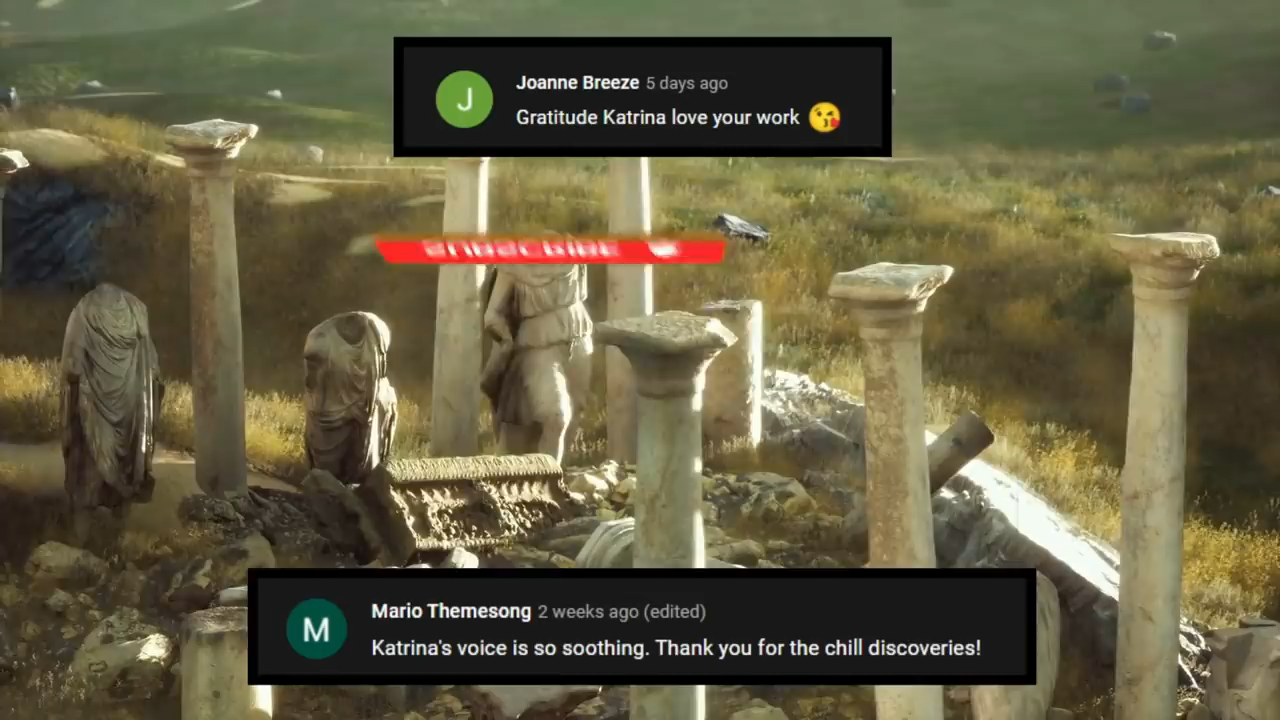 J
Joanne Breeze 5 days ago
Gratitude Katrina love your work 😘
M
Mario Themesong 2 weeks ago (edited)
Katrina's voice is so soothing. Thank you for the chill discoveries!